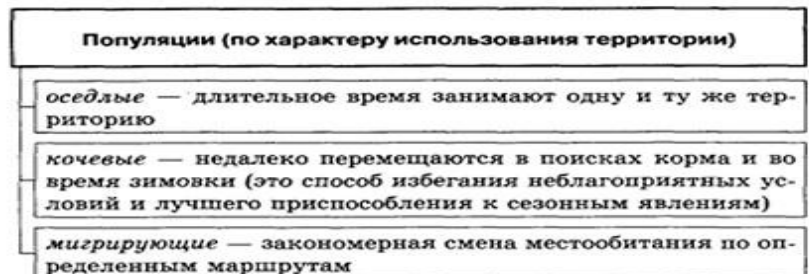 Популяции (по характеру использования территории)
оседлые — длительное время занимают одну и ту же тер-
риторию
кочевые — недалеко перемещаются в поисках корма и во
время зимовки (это способ избегания неблагоприятных ус-
ловий и лучшего приспособления к сезонным явлениям)
мигрирующие — закономерная смена местообитания по оп-
ределенным маршрутам